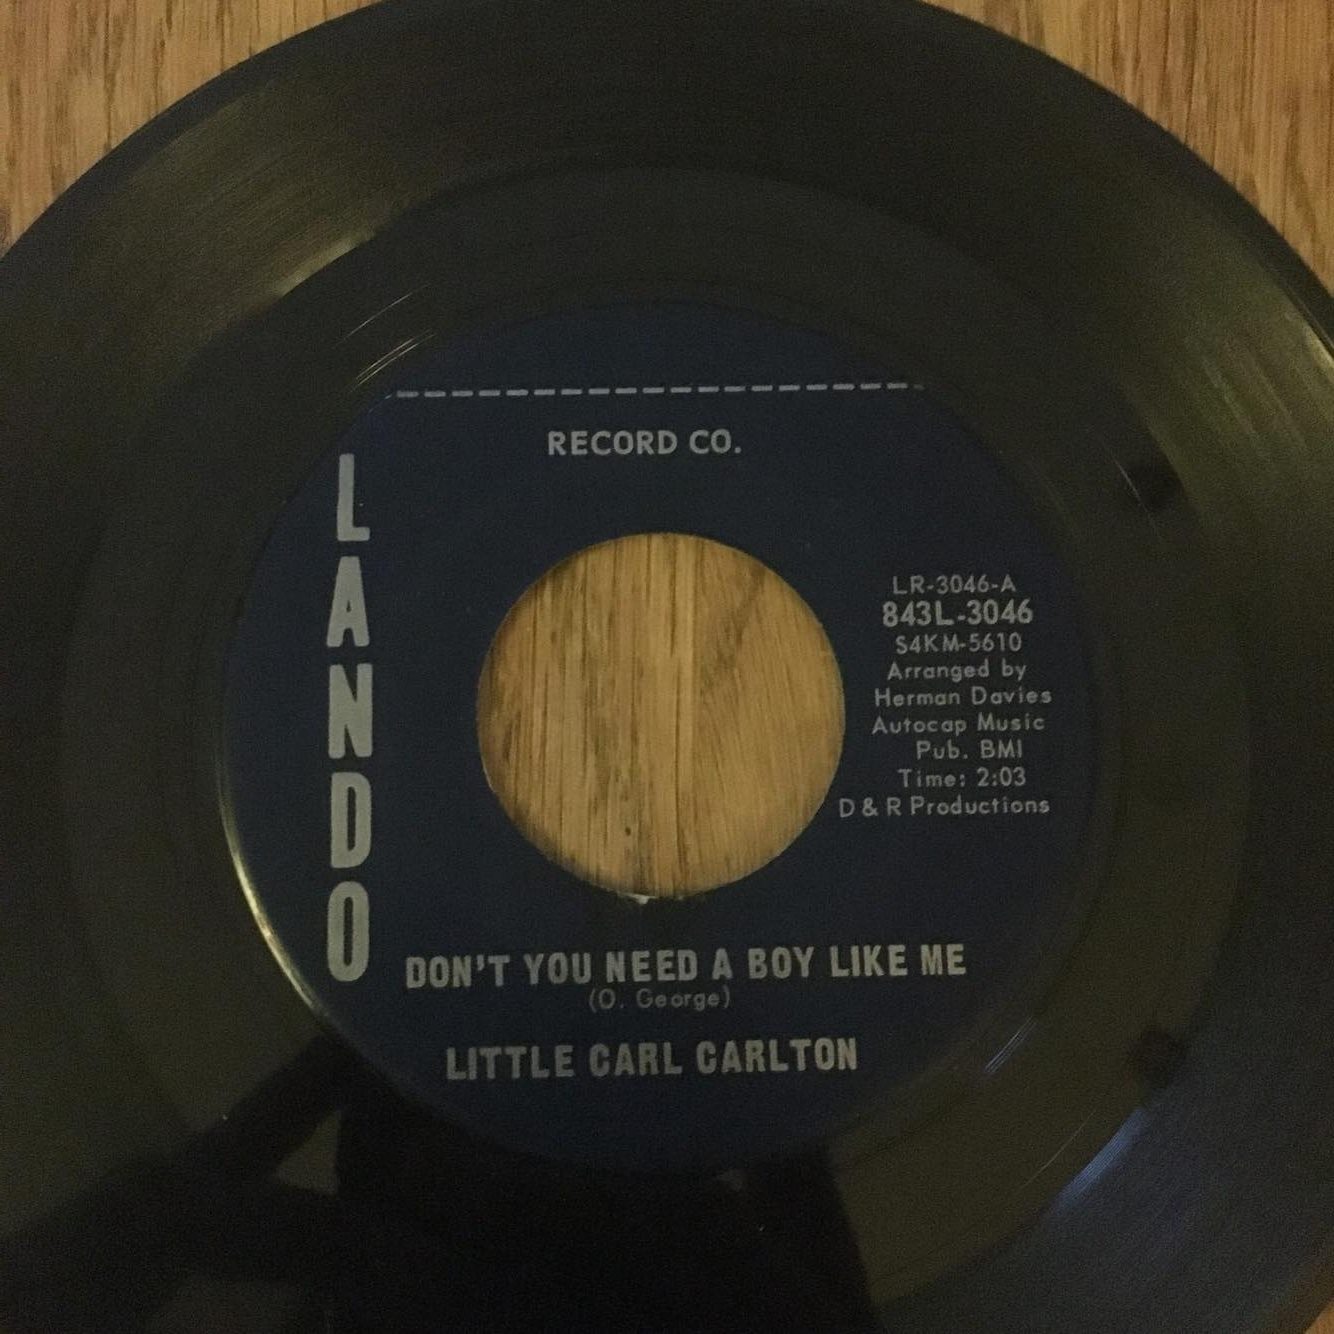 RECORD CO.
LANDO
LR-3046-A
843L-3046
S4KM-5610
Arranged by
Herman Davies
Autocap Music
Pub. BMI
Time: 2:03
D & R Productions
DON'T YOU NEED A BOY LIKE ME
(O. George)
LITTLE CARL CARLTON